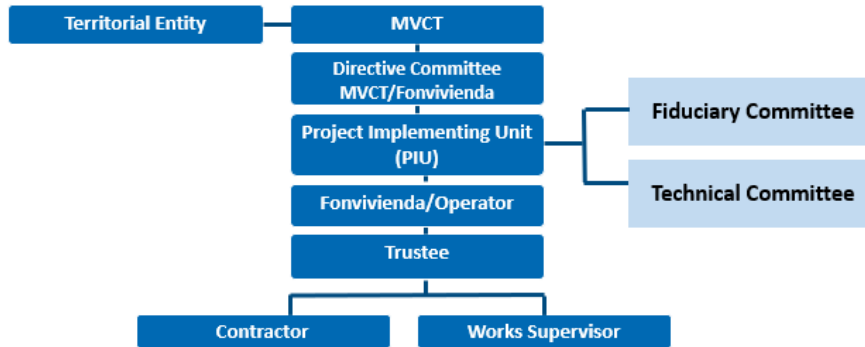 Territorial Entity
MVCT
Directive Committee
MVCT/Fonvivienda
Project Implementing Unit
(PIU)
Fiduciary Committee
Technical Committee
Fonvivienda/Operator
Trustee
Contractor
Works Supervisor